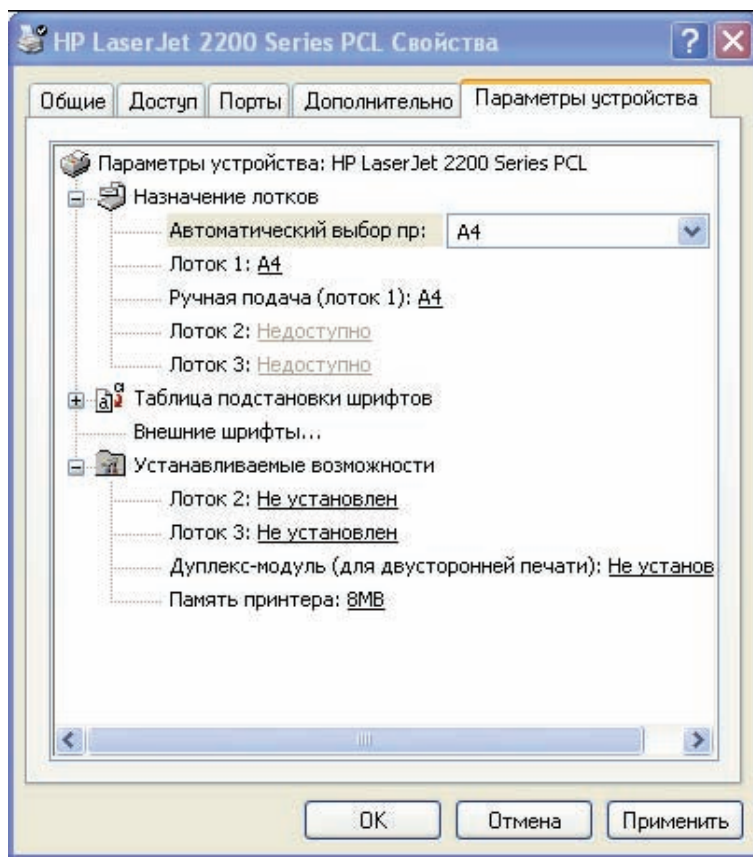 HP LaserJet 2200 Series PCL Свойства
Общие Доступ Порты Дополнительно Параметры устройства
Параметры устройства: HP LaserJet 2200 Series PCL
Назначение лотков
Автоматический выбор пр: A4
Лоток 1: A4
Ручная подача (лоток 1): A4
Лоток 2: Недоступно
Лоток 3: Недоступно
Таблица подстановки шрифтов
Внешние шрифты...
Устанавливаемые возможности
Лоток 2: Не установлен
Лоток 3: Не установлен
Дуплекс-модуль (для двусторонней печати): Не установ
Память принтера: 8MB
OK Отмена Применить